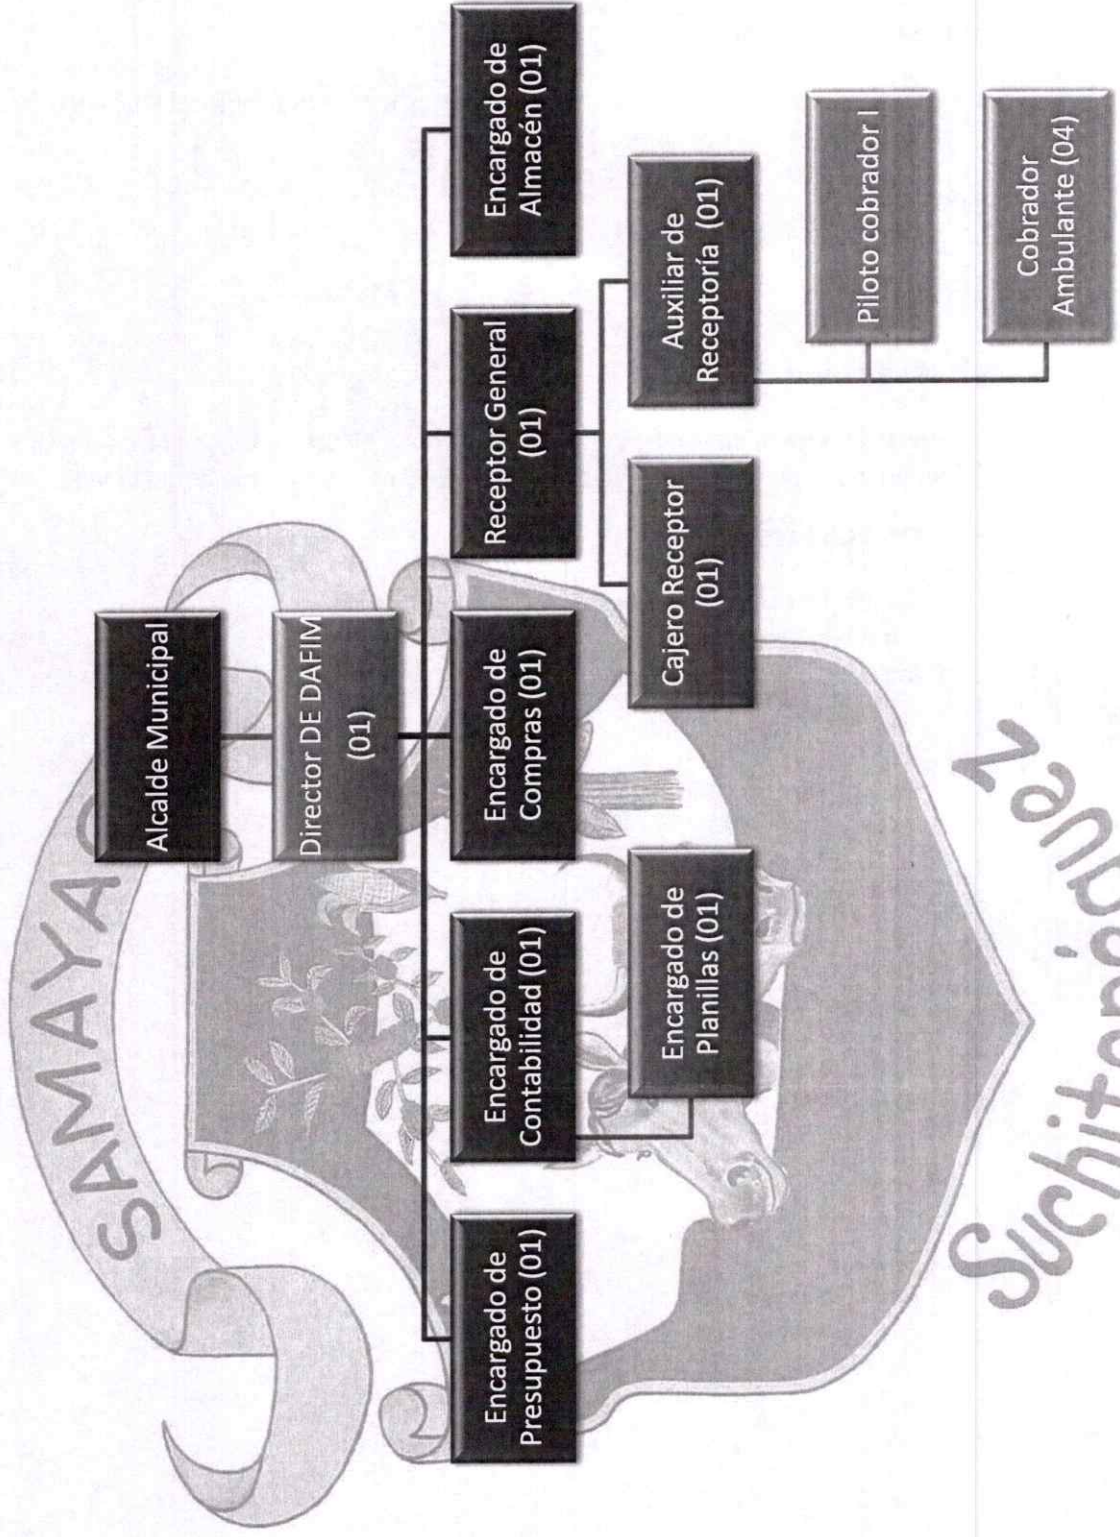 SAMAYAC
Alcalde Municipal
Director DE DAFIM
(01)
Encargado de
Presupuesto (01)
Encargado de
Contabilidad (01)
Encargado de
Compras (01)
Receptor General
(01)
Encargado de
Almacén (01)
Encargado de
Planillas (01)
Cajero Receptor
(01)
Auxiliar de
Receptoría (01)
Piloto cobrador I
Cobrador
Ambulante (04)
Suchitepéquez